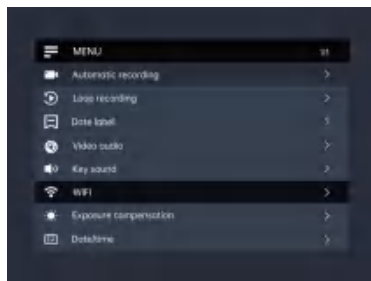 MENU
Automatic recording
Loop recording
Date label
Video audio
Key sound
WIFI
Exposure compensation
Date/time